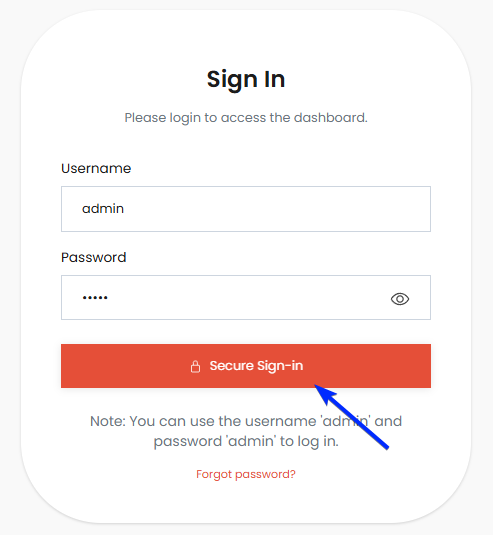 Sign In
Please login to access the dashboard.
Username
admin
Password
•••••
Secure Sign-in
Note: You can use the username 'admin' and
password 'admin' to log in.
Forgot password?